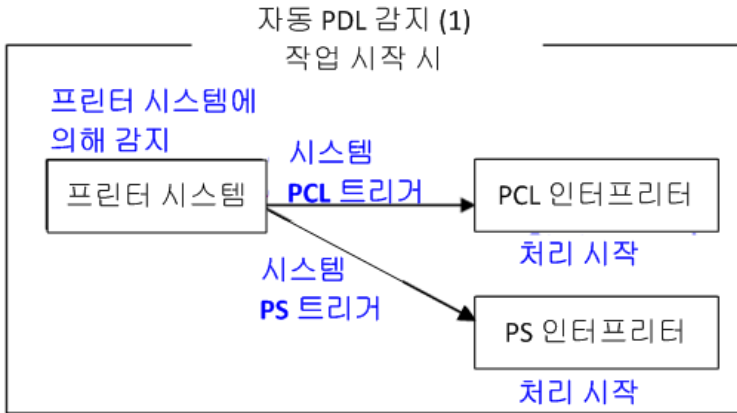 자동 PDL 감지 (1)
작업 시작 시
프린터 시스템에
의해 감지
시스템
PCL 트리거
프린터 시스템
PCL 인터프리터
처리 시작
시스템
PS 트리거
PS 인터프리터
처리 시작